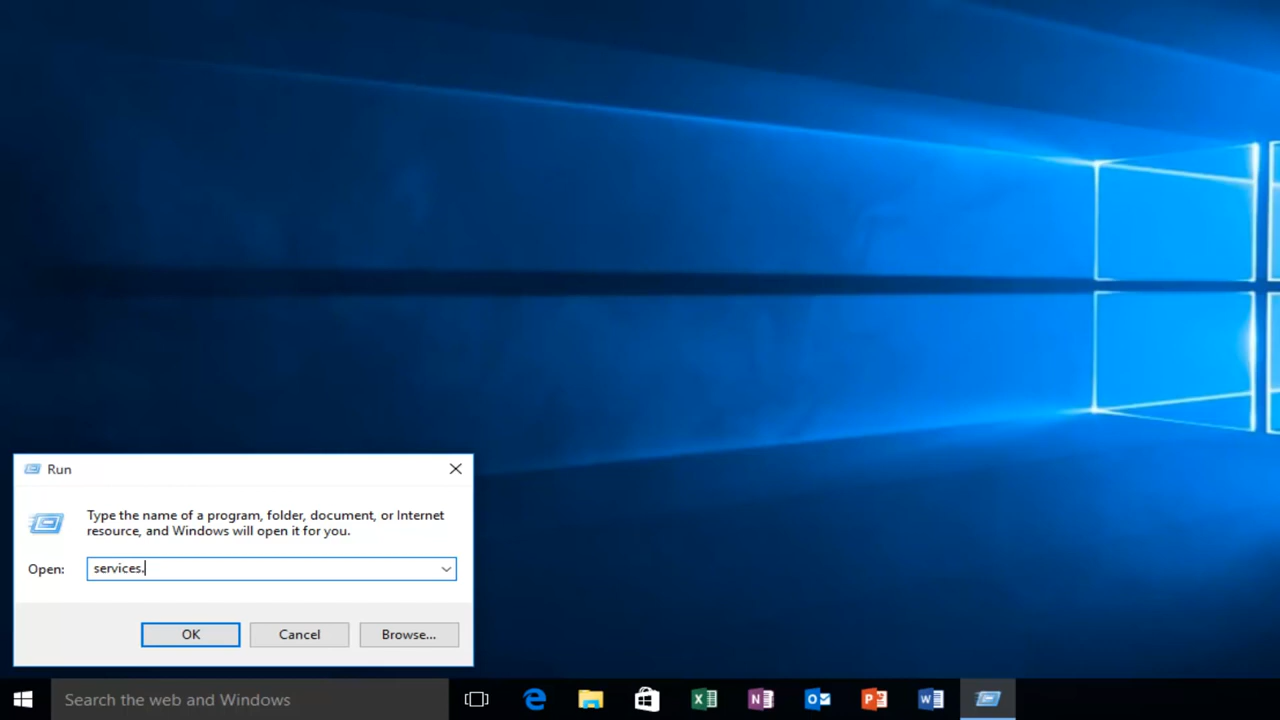 Run
Type the name of a program, folder, document, or Internet
resource, and Windows will open it for you.
Open:
services.
OK
Cancel
Browse...
Search the web and Windows